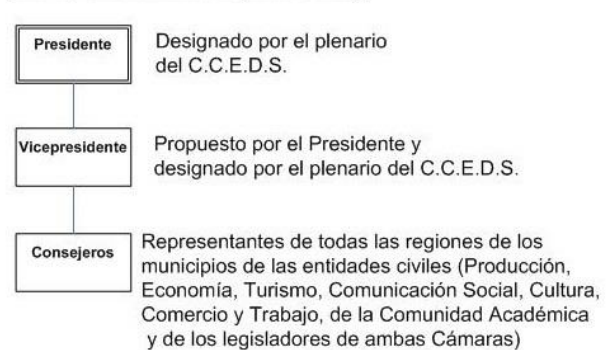 Presidente
Designado por el plenario
del C.C.E.D.S.
Vicepresidente
Propuesto por el Presidente y
designado por el plenario del C.C.E.D.S.
Consejeros
Representantes de todas las regiones de los
municipios de las entidades civiles (Producción,
Economía, Turismo, Comunicación Social, Cultura,
Comercio y Trabajo, de la Comunidad Académica
y de los legisladores de ambas Cámaras)